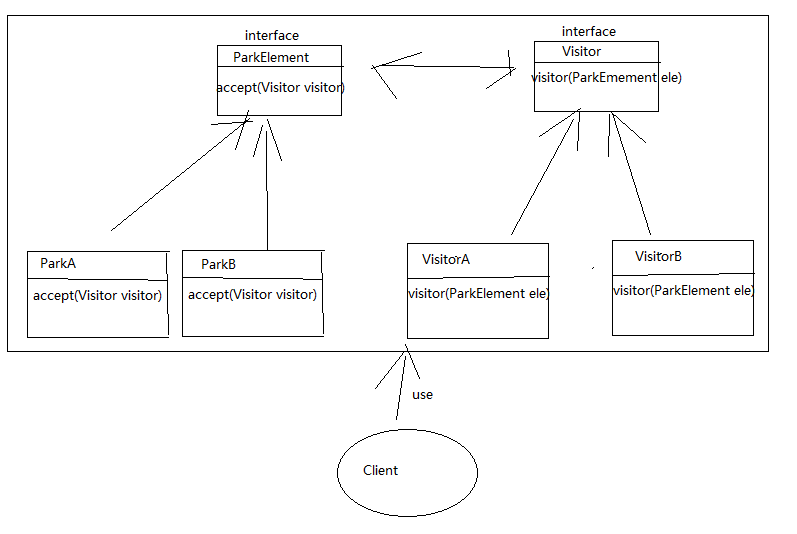 interface
ParkElement
accept(Visitor visitor)
interface
Visitor
visitor(ParkEmement ele)
ParkA
accept(Visitor visitor)
ParkB
accept(Visitor visitor)
VisitorA
visitor(ParkElement ele)
VisitorB
visitor(ParkElement ele)
use
Client